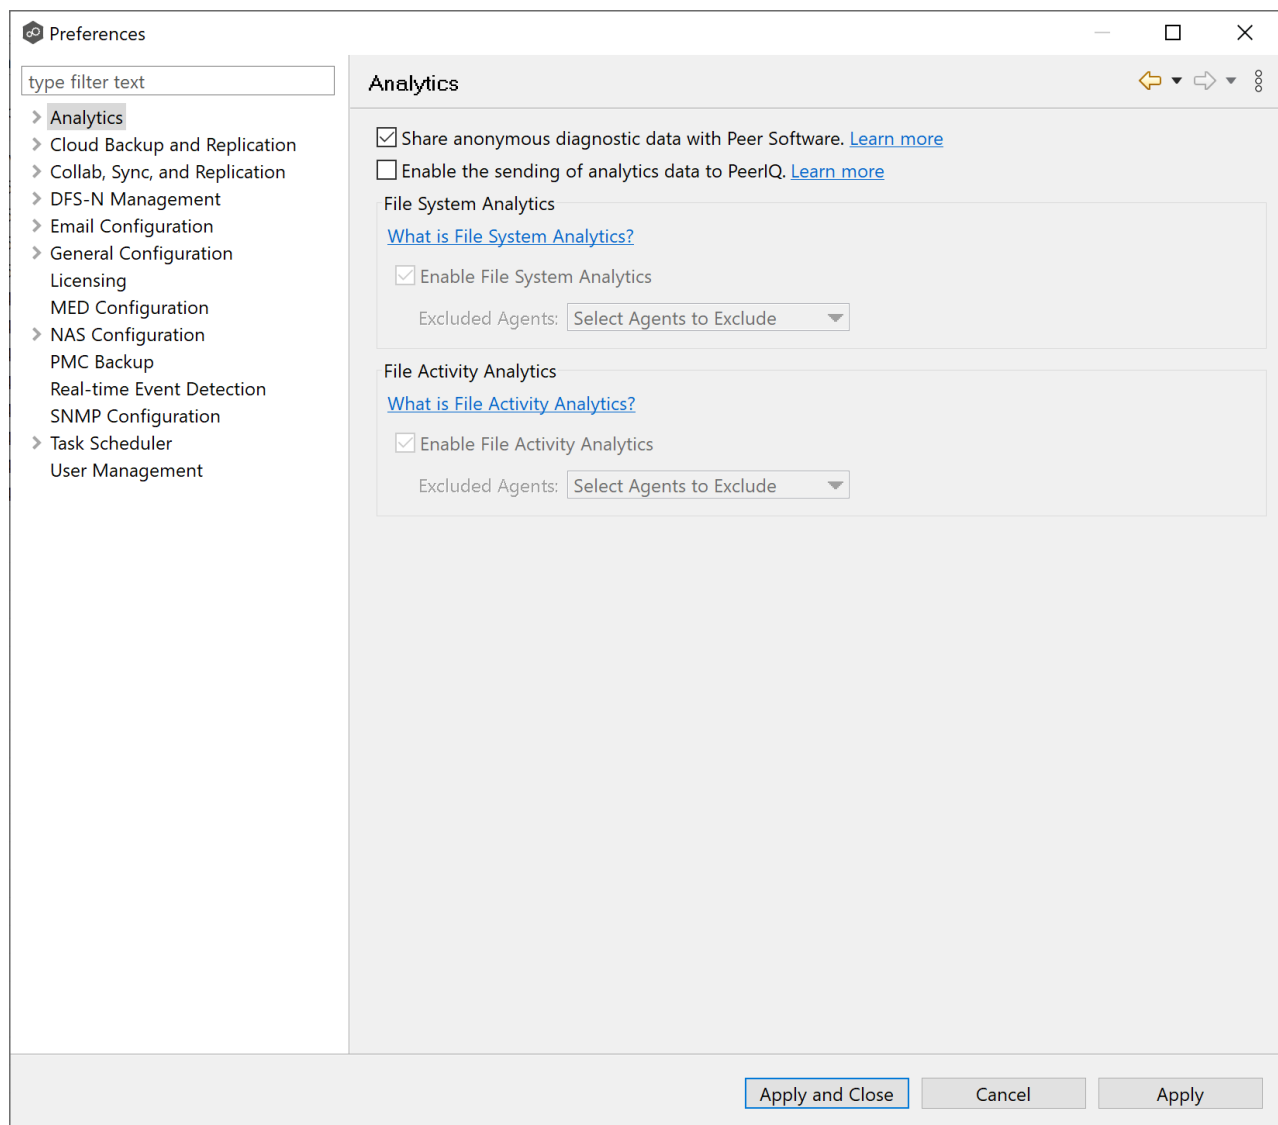 Preferences
type filter text
Analytics
Cloud Backup and Replication
Collab, Sync, and Replication
DFS-N Management
Email Configuration
General Configuration
Licensing
MED Configuration
NAS Configuration
PMC Backup
Real-time Event Detection
SNMP Configuration
Task Scheduler
User Management
Analytics
Share anonymous diagnostic data with Peer Software. Learn more
Enable the sending of analytics data to PeerIQ. Learn more
File System Analytics
What is File System Analytics?
Enable File System Analytics
Excluded Agents: Select Agents to Exclude
File Activity Analytics
What is File Activity Analytics?
Enable File Activity Analytics
Excluded Agents: Select Agents to Exclude
Apply and Close Cancel Apply